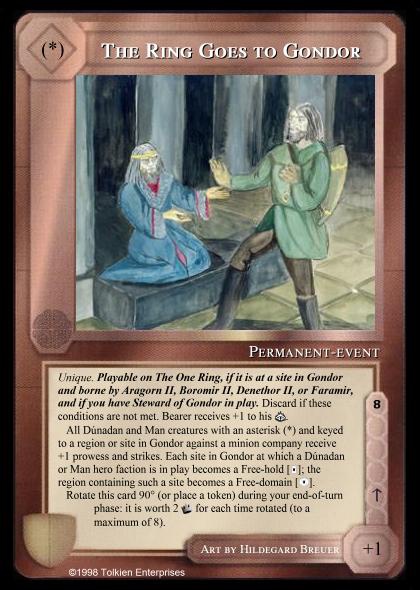 (*)
The Ring Goes to Gondor
Permanent-event
Unique. Playable on The One Ring, if it is at a site in Gondor
and borne by Aragorn II, Boromir II, Denethor II, or Faramir,
and if you have Steward of Gondor in play. Discard if these
conditions are not met. Bearer receives +1 to his
8
All Dúnadan and Man creatures with an asterisk (*) and keyed
to a region or site in Gondor against a minion company receive
+1 prowess and strikes. Each site in Gondor at which a Dúnadan
or Man hero faction is in play becomes a Free-hold [•]; the
region containing such a site becomes a Free-domain [•].
Rotate this card 90° (or place a token) during your end-of-turn
phase: it is worth 2 for each time rotated (to a
maximum of 8).
Art by Hildegard Breuer
+1
©1998 Tolkien Enterprises